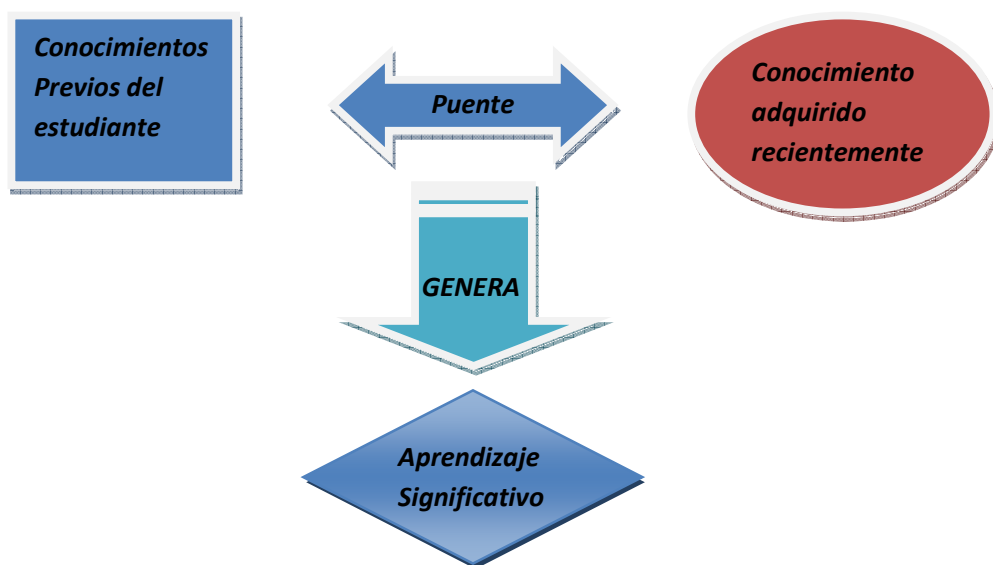 Conocimientos
Previos del
estudiante
Puente
Conocimiento
adquirido
recientemente
GENERA
Aprendizaje
Significativo